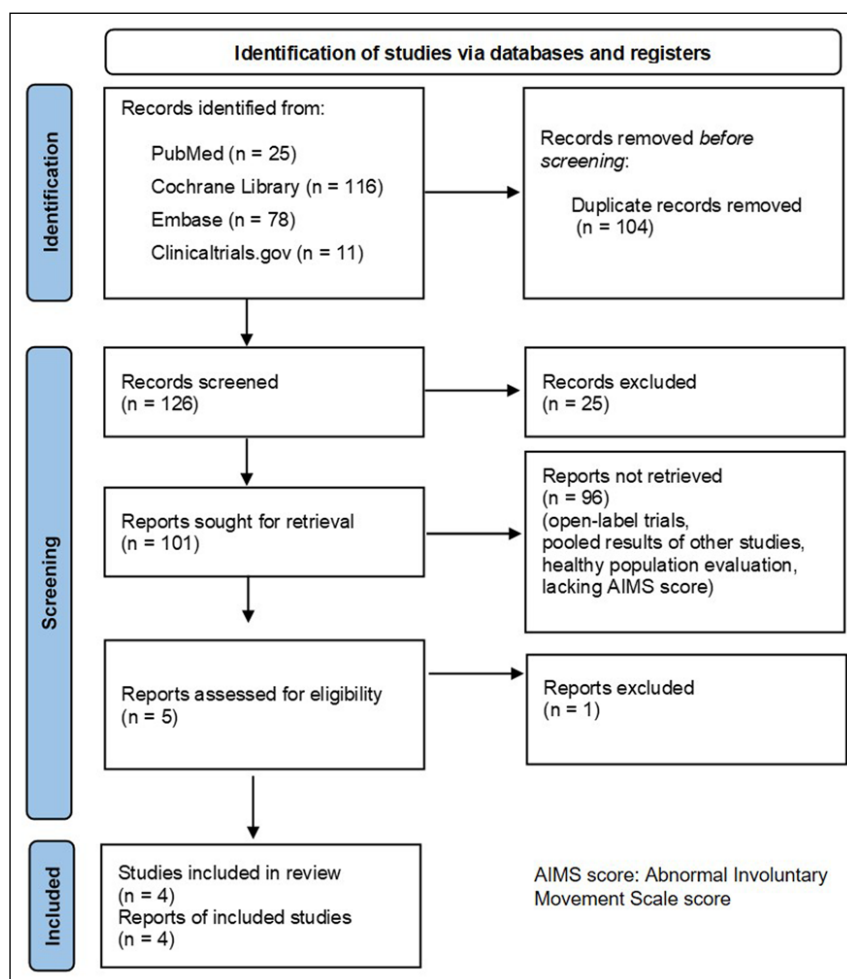 Identification of studies via databases and registers
Identification
Records identified from:
PubMed (n = 25)
Cochrane Library (n = 116)
Embase (n = 78)
Clinicaltrials.gov (n = 11)
Records removed before
screening:
Duplicate records removed
(n = 104)
Screening
Records screened
(n = 126)
Records excluded
(n = 25)
Reports sought for retrieval
(n = 101)
Reports not retrieved
(n = 96)
(open-label trials,
pooled results of other studies,
healthy population evaluation,
lacking AIMS score)
Reports assessed for eligibility
(n = 5)
Reports excluded
(n = 1)
Included
Studies included in review
(n = 4)
Reports of included studies
(n = 4)
AIMS score: Abnormal Involuntary
Movement Scale score